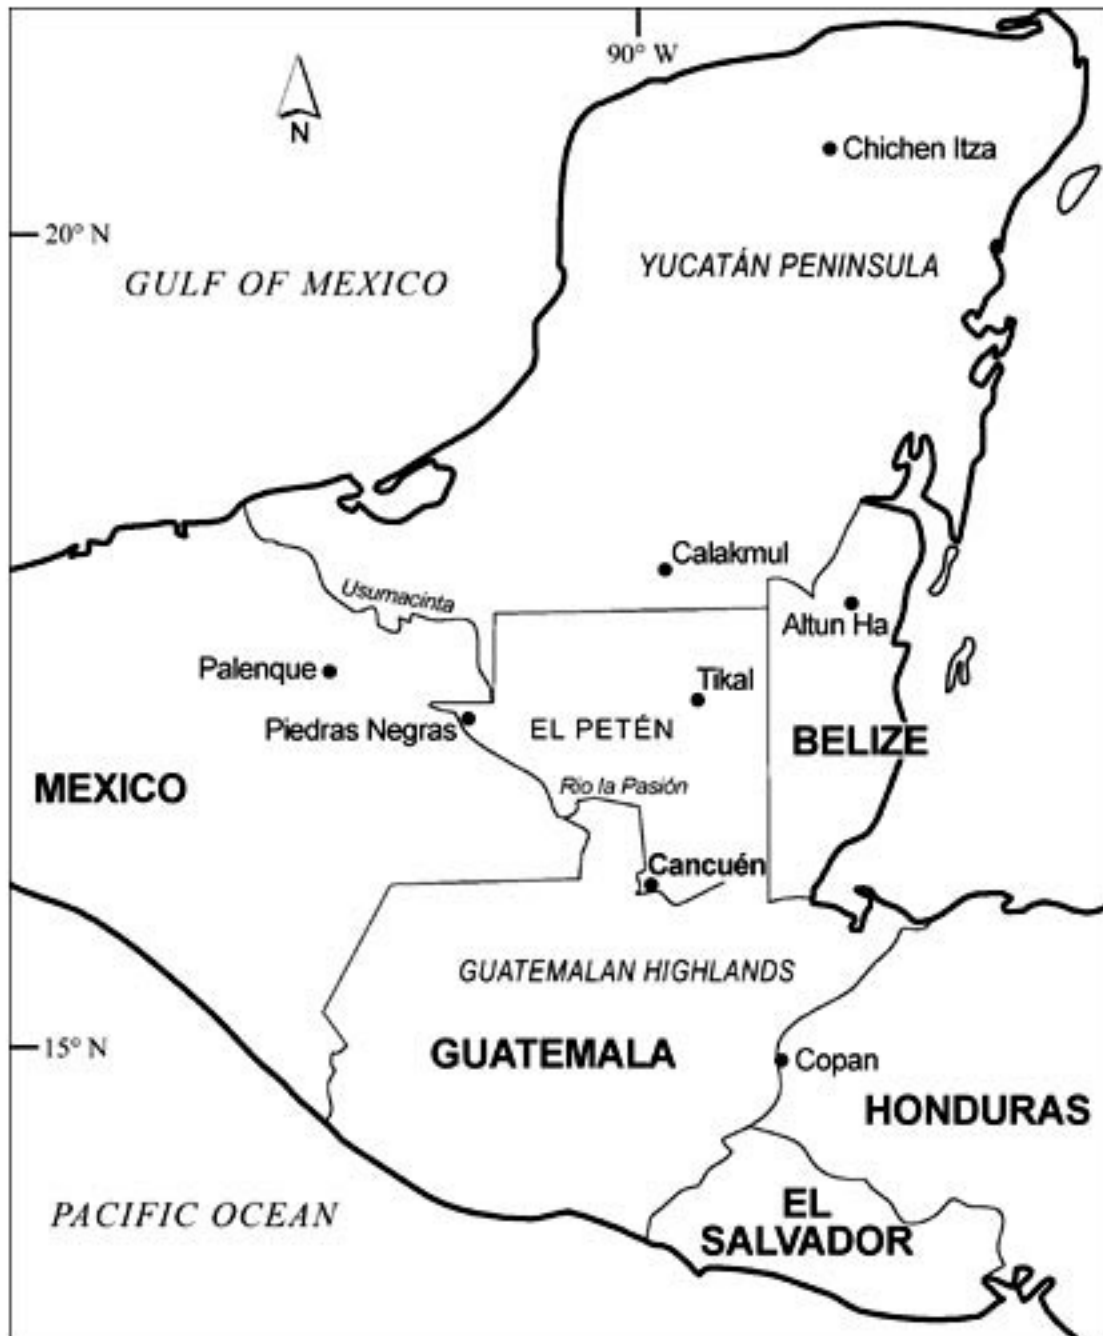 90° W
N
Chichen Itza
20° N
GULF OF MEXICO
YUCATÁN PENINSULA
Calakmul
Usumacinta
Altun Ha
Palenque
Tikal
Piedras Negras
EL PETÉN
BELIZE
MEXICO
Rio la Pasión
Cancuén
GUATEMALAN HIGHLANDS
15° N
GUATEMALA
Copan
HONDURAS
PACIFIC OCEAN
EL
SALVADOR